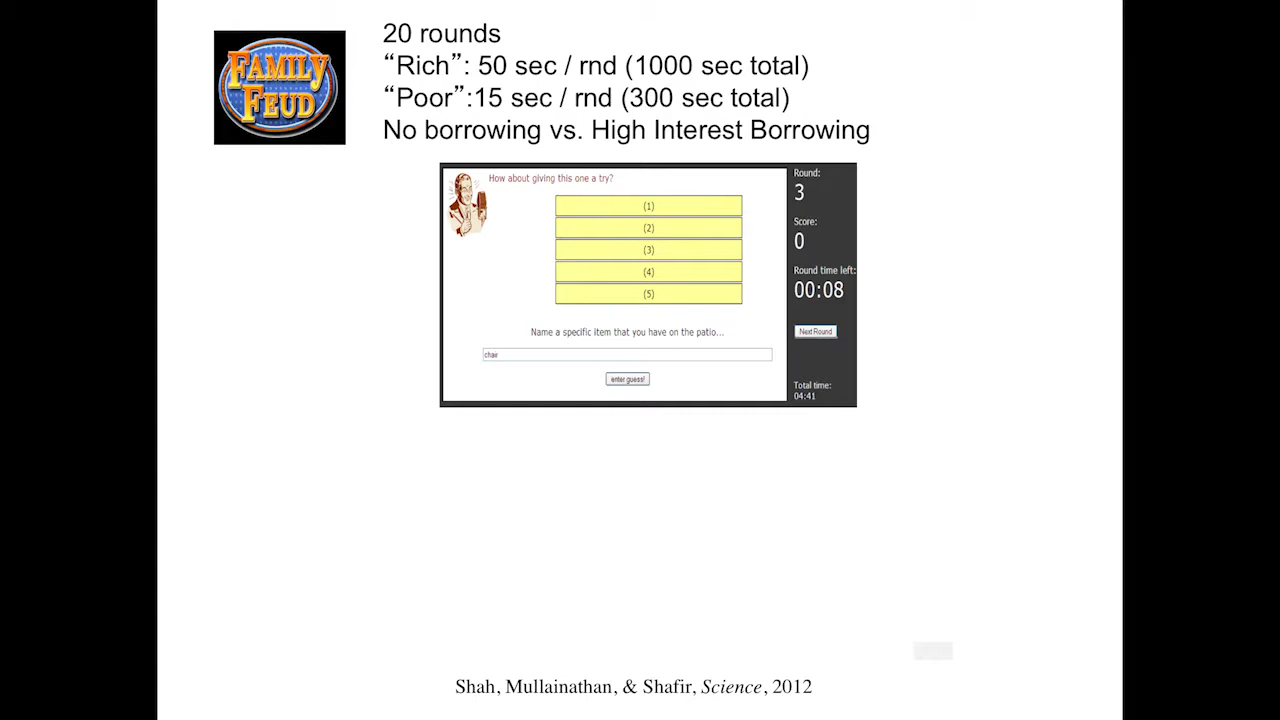 20 rounds
“Rich”: 50 sec / rnd (1000 sec total)
“Poor”:15 sec / rnd (300 sec total)
No borrowing vs. High Interest Borrowing
FAMILY
FEUD
How about giving this one a try?
(1)
(2)
(3)
(4)
(5)
Name a specific item that you have on the patio...
chair
enter guess!
Round:
3
Score:
0
Round time left:
00:08
Next Round
Total time:
04:41
Shah, Mullainathan, & Shafir, Science, 2012